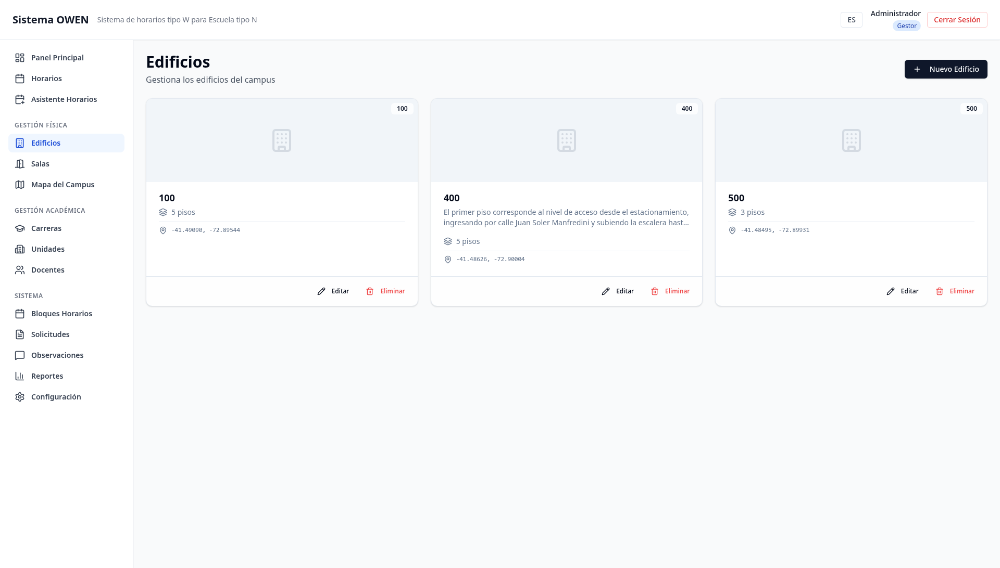 Sistema OWEN
Sistema de horarios tipo W para Escuela tipo N
ES
Administrador
Gestor
Cerrar Sesión
Panel Principal
Horarios
Asistente Horarios
GESTIÓN FÍSICA
Edificios
Salas
Mapa del Campus
GESTIÓN ACADÉMICA
Carreras
Unidades
Docentes
SISTEMA
Bloques Horarios
Solicitudes
Observaciones
Reportes
Configuración
Edificios
Gestiona los edificios del campus
Nuevo Edificio
100
100
5 pisos
-41.49090, -72.89544
Editar
Eliminar
400
400
El primer piso corresponde al nivel de acceso desde el estacionamiento,
ingresando por calle Juan Soler Manfredini y subiendo la escalera hast...
5 pisos
-41.48626, -72.90004
Editar
Eliminar
500
500
3 pisos
-41.48495, -72.89931
Editar
Eliminar